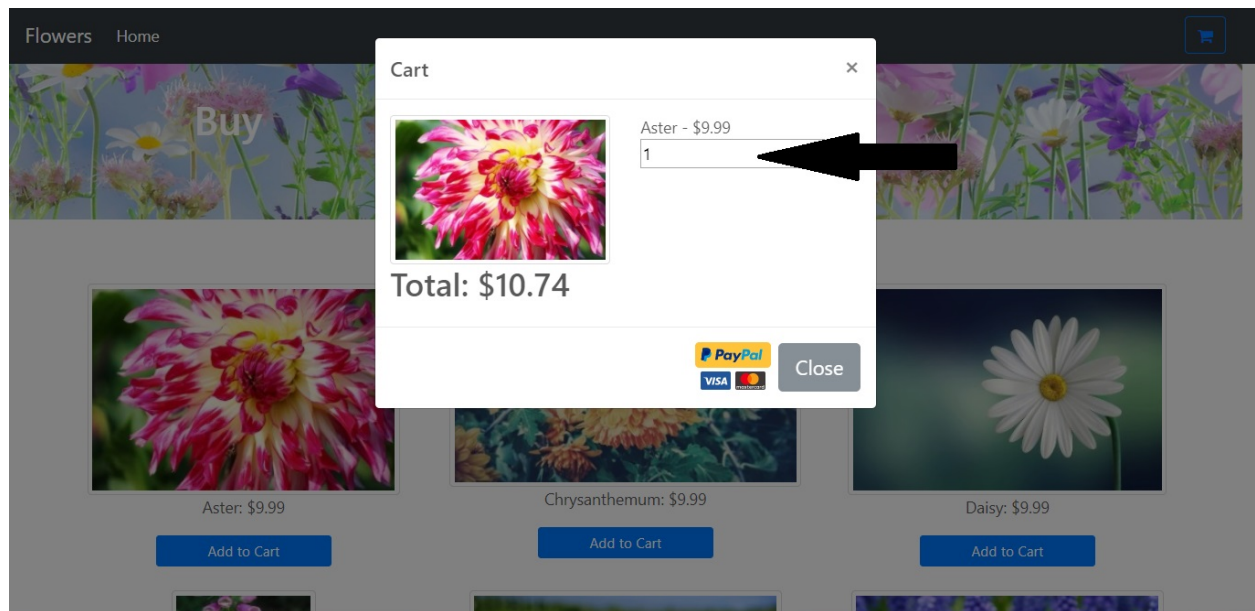 Flowers Home
Buy
Cart ×
Aster - $9.99
1
Total: $10.74
PayPal
VISA mastercard
Close
Aster: $9.99
Chrysanthemum: $9.99
Daisy: $9.99
Add to Cart
Add to Cart
Add to Cart